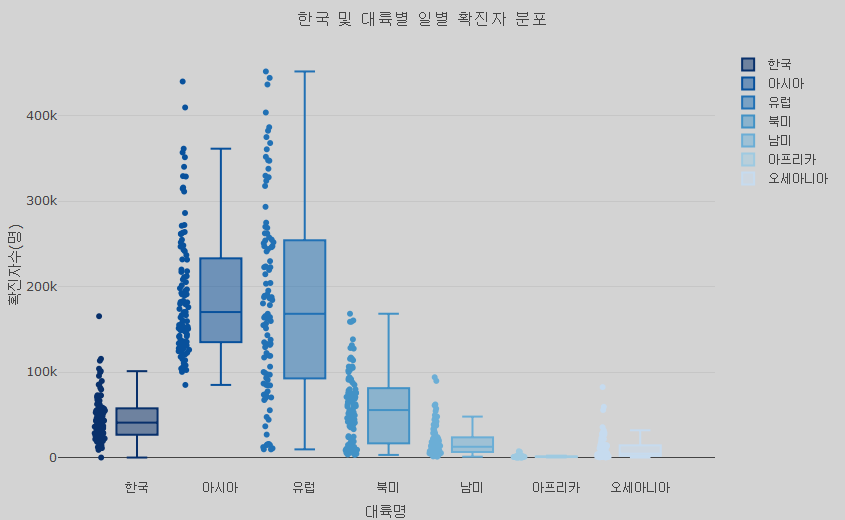 한국 및 대륙별 일별 확진자 분포
한국
아시아
유럽
북미
남미
아프리카
오세아니아
400k
300k
200k
100k
0
확진자수(명)
한국 아시아 유럽 북미 남미 아프리카 오세아니아
대륙명